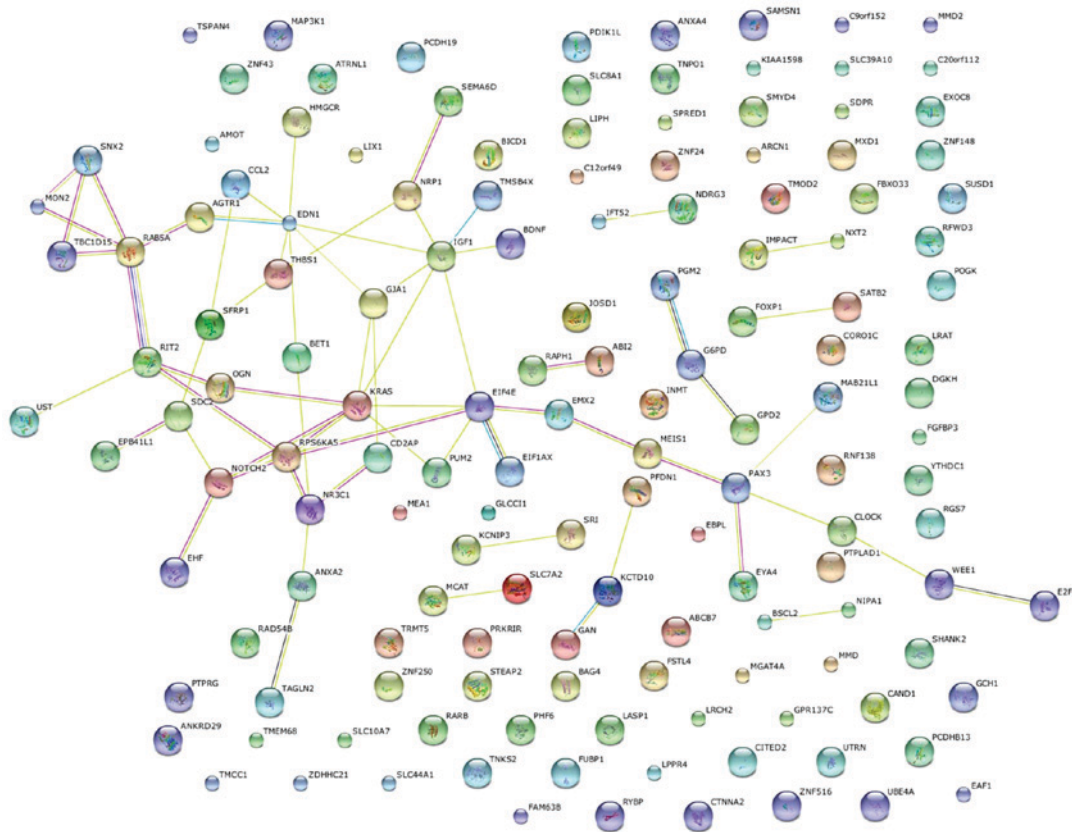 TSPAN4
MAP3K1
PCDH19
PDIK1L
ANXA4
SAMSN1
C9orf152
MMD2
ZNF43
ATRNL1
SLC8A1
TNPO1
KIAA1598
SLC39A10
C20orf112
HMGCR
SEMA6D
LIPH
SPRED1
SMYD4
SDPR
EXOC8
SNX2
AMOT
LIX1
BICD1
ZNF24
ARCN1
MXD1
ZNF148
CCL2
NRP1
TMSB4X
C12orf49
NDRG3
TMOD2
FBXO33
SUSD1
MON2
AGTR1
EDN1
IFT52
TBC1D15
RAB5A
IGF1
BDNF
IMPACT
NXT2
RFWD3
THBS1
GJA1
PGM2
POGK
SFRP1
JOSD1
FOXP1
SATB2
RIT2
BET1
G6PD
CORO1C
LRAT
OGN
RAPH1
ABI2
UST
SDC2
KRAS
EIF4E
EMX2
INMT
GPD2
MAB21L1
DGKH
EPB41L1
RPS6KA5
CD2AP
MEIS1
FGFBP3
NOTCH2
PUM2
EIF1AX
PFDN1
PAX3
RNF138
YTHDC1
NR3C1
MEA1
GLCCI1
EBPL
CLOCK
RGS7
KCNIP3
SRI
EHF
ANXA2
MCAT
SLC7A2
KCTD10
EYA4
PTPLAD1
WEE1
BSCL2
NIPA1
RAD54B
TRMT5
PRKRIR
GAN
ABCB7
SHANK2
PTPRG
TAGLN2
ZNF250
STEAP2
BAG4
FSTL4
MGAT4A
MMD
GCH1
ANKRD29
TMEM68
SLC10A7
RARB
PHF6
LASP1
LRCH2
GPR137C
CAND1
PCDHB13
TMCC1
ZDHHC21
SLC44A1
TNKS2
FUBP1
LPPR4
CITED2
UTRN
FAM63B
RYBP
CTNNA2
ZNF516
UBE4A
EAF1